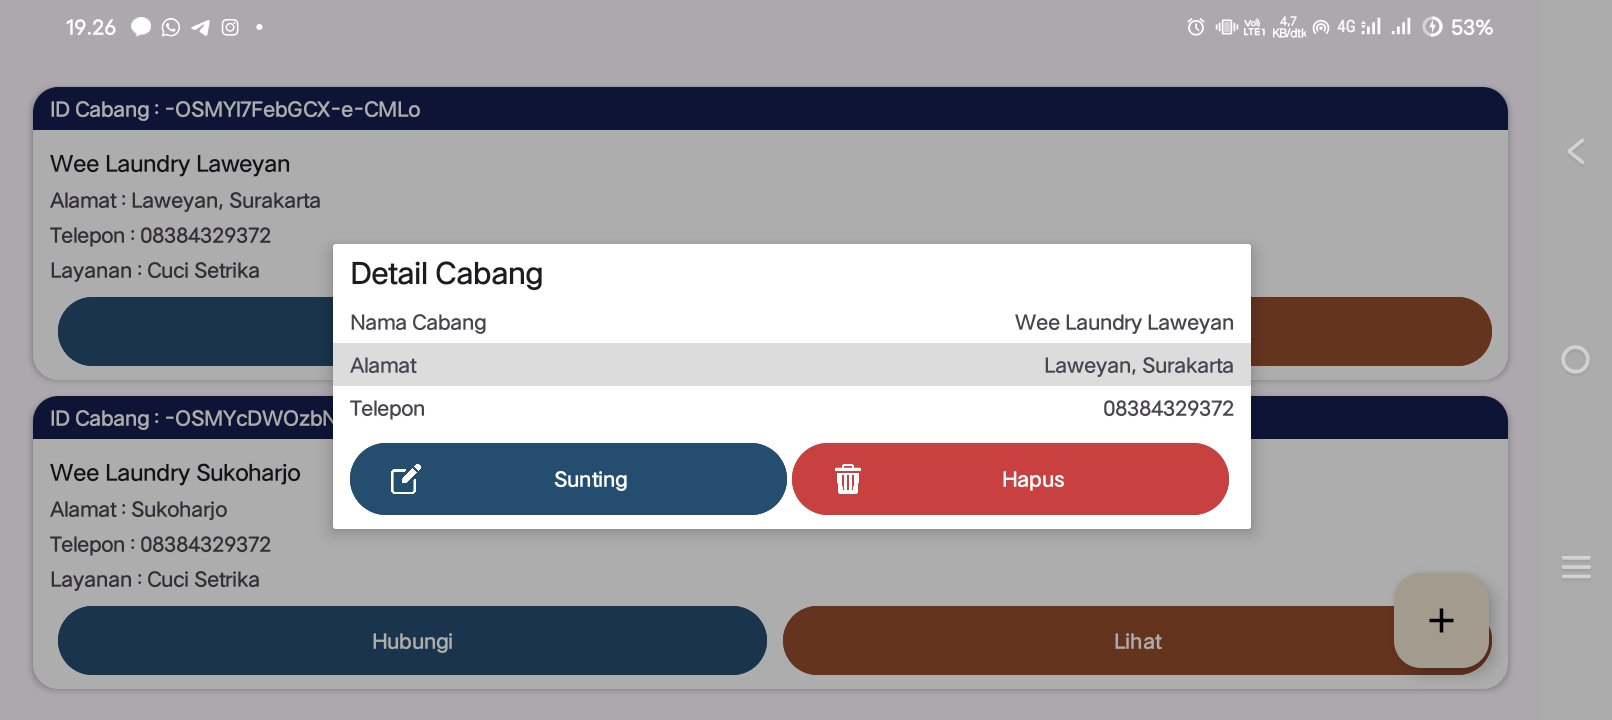 19.26
Vo))
LTE1
4,7
KB/dtk
4G
53%
ID Cabang : -OSMYI7FebGCX-e-CMLo
Wee Laundry Laweyan
Alamat : Laweyan, Surakarta
Telepon : 08384329372
Layanan : Cuci Setrika
Detail Cabang
Nama Cabang Wee Laundry Laweyan
Alamat Laweyan, Surakarta
Telepon 08384329372
Sunting Hapus
ID Cabang : -OSMYcDWOzbN
Wee Laundry Sukoharjo
Alamat : Sukoharjo
Telepon : 08384329372
Layanan : Cuci Setrika
Hubungi Lihat
+